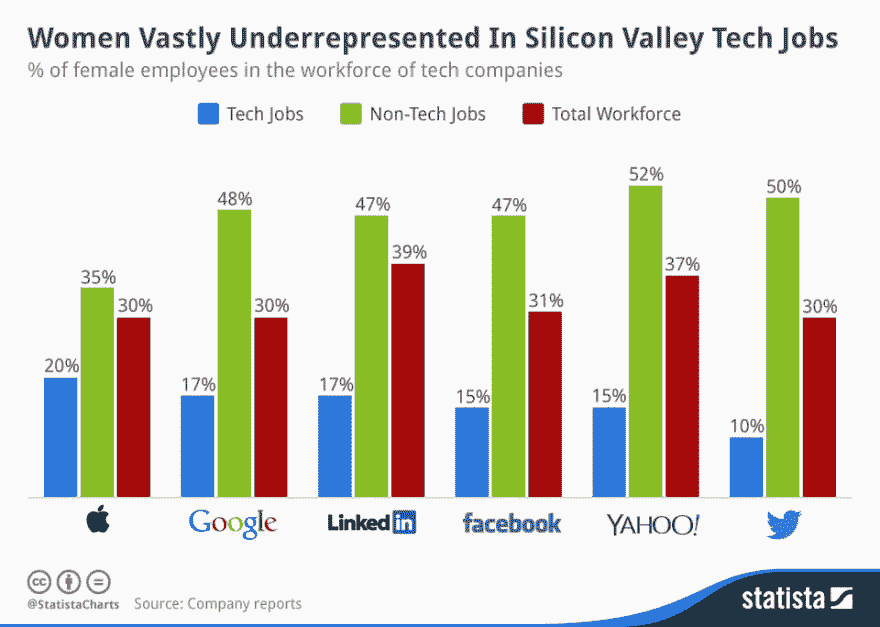 Women Vastly Underrepresented In Silicon Valley Tech Jobs
% of female employees in the workforce of tech companies
Tech Jobs Non-Tech Jobs Total Workforce
20% 35% 30% 17% 48% 30% 17% 47% 39% 15% 47% 31% 15% 52% 37% 10% 50% 30%
Google LinkedIn facebook YAHOO!
cc =
@StatistaCharts Source: Company reports
statista